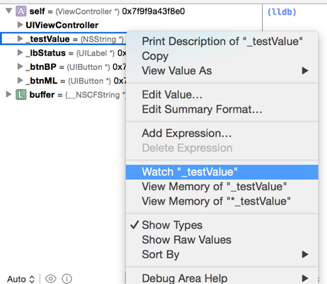 self = (ViewController *) 0x7f9f9a43f8e0
(lldb)
UIViewController
_testValue = (NSString *)
_lbStatus = (UILabel *) 0x
_btnBP = (UIButton *) 0x7
_btnML = (UIButton *) 0x7
buffer = (__NSCFString
Print Description of "_testValue"
Copy
View Value As
Edit Value...
Edit Summary Format...
Add Expression...
Delete Expression
Watch "_testValue"
View Memory of "_testValue"
View Memory of "*_testValue"
Show Types
Show Raw Values
Sort By
Debug Area Help
Auto